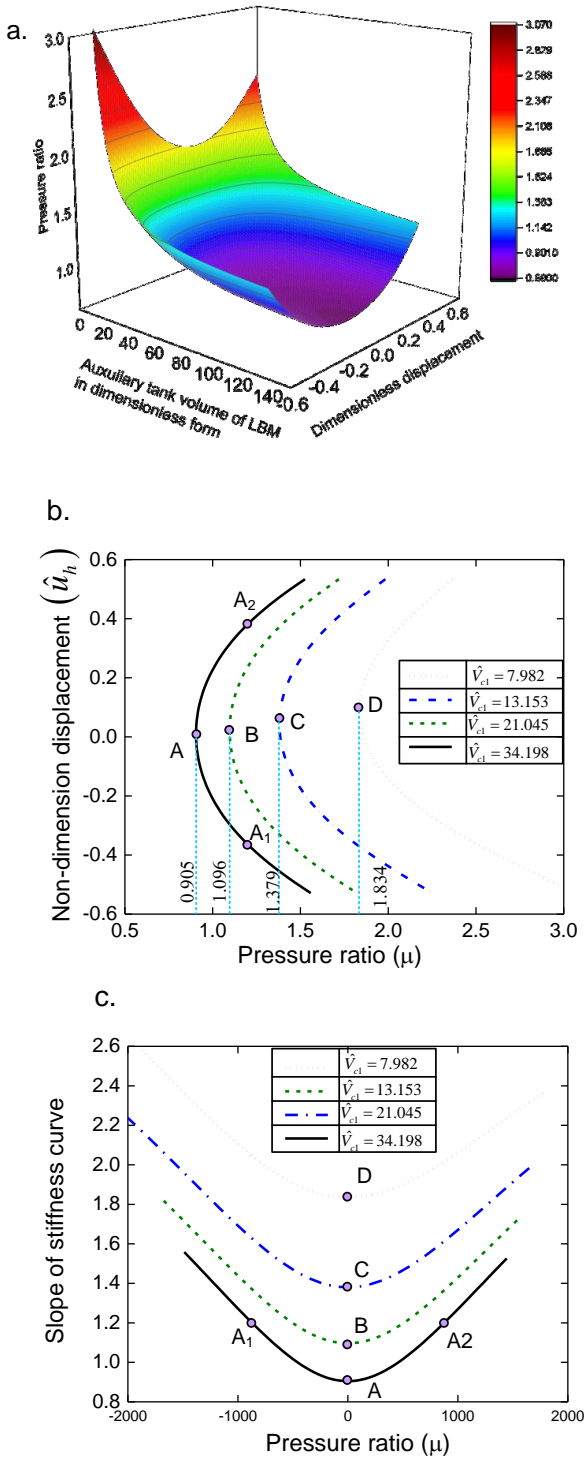 a.
3.0
2.5
2.0
1.5
1.0
Pressure ratio
0
20
40
60
80
100
120
140
Auxuliary tank volume of LBM
in dimensionless form
-0.6
-0.4
-0.2
0.0
0.2
0.4
0.6
Dimensionless displacement
3.070
2.829
2.588
2.347
2.106
1.865
1.624
1.383
1.142
0.9010
0.6600
b.
Non-dimension displacement (û_h)
0.6
0.4
0.2
0.0
-0.2
-0.4
-0.6
A2
A
B
C
D
A1
V̂c1 = 7.982
V̂c1 = 13.153
V̂c1 = 21.045
V̂c1 = 34.198
0.905
1.096
1.379
1.834
0.5 1.0 1.5 2.0 2.5 3.0
Pressure ratio (μ)
c.
Slope of stiffness curve
2.6
2.4
2.2
2.0
1.8
1.6
1.4
1.2
1.0
0.8
V̂c1 = 7.982
V̂c1 = 13.153
V̂c1 = 21.045
V̂c1 = 34.198
D
C
B
A1
A2
A
-2000 -1000 0 1000 2000
Pressure ratio (μ)